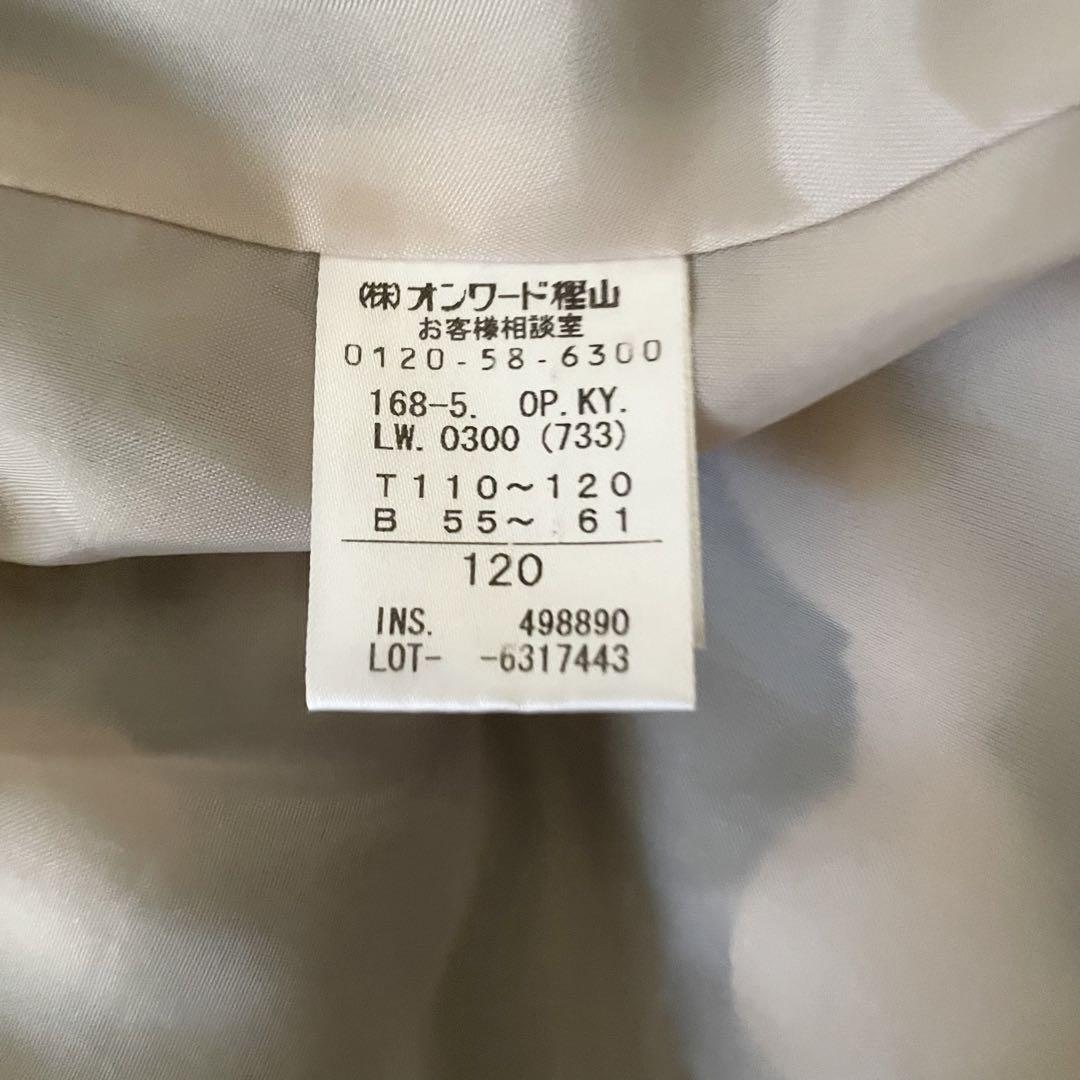 (株)オンワード樫山
お客様相談室
0120-58-6300
168-5. OP.KY.
LW. 0300 (733)
T110～120
B 55～ 61
120
INS. 498890
LOT- -6317443